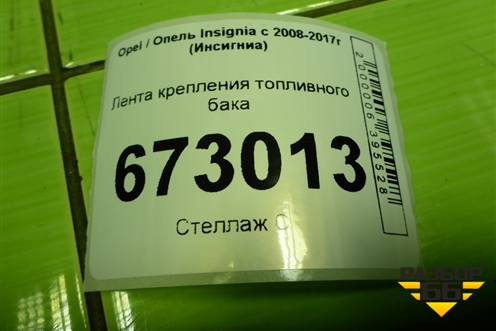 Opel / Опель Insignia с 2008-2017г
(Инсигниа)
Лента крепления топливного
бака
673013
Стеллаж С
2000006395528
РАЗБОР
66